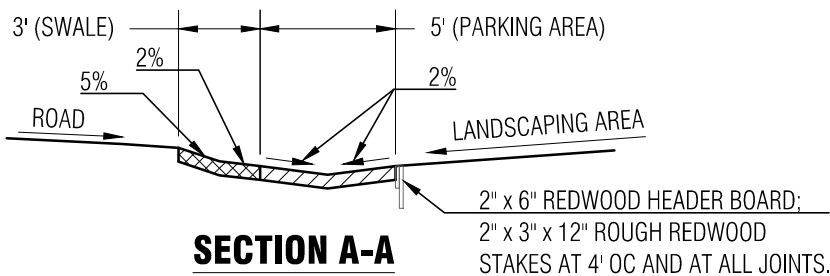 3' (SWALE)
5' (PARKING AREA)
2%
5%
2%
ROAD
LANDSCAPING AREA
2" x 6" REDWOOD HEADER BOARD;
2" x 3" x 12" ROUGH REDWOOD
STAKES AT 4' OC AND AT ALL JOINTS.
SECTION A-A